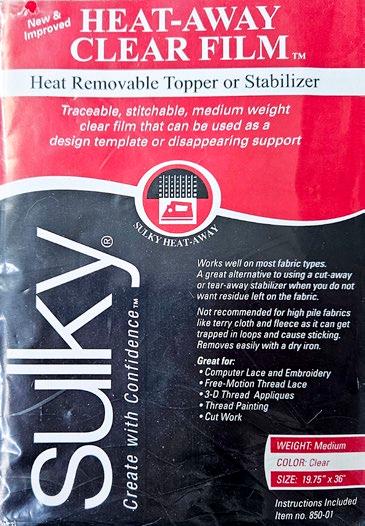 New &
Improved
HEAT-AWAY
CLEAR FILM™
Heat Removable Topper or Stabilizer
Traceable, stitchable, medium weight
clear film that can be used as a
design template or disappearing support
SULKY HEAT-AWAY
sulky®
Create with Confidence™
Works well on most fabric types.
A great alternative to using a cut-away
or tear-away stabilizer when you do not
want residue left on the fabric.
Not recommended for high pile fabrics
like terry cloth and fleece as it can get
trapped in loops and cause sticking.
Removes easily with a dry iron.
Great for:
• Computer Lace and Embroidery
• Free-Motion Thread Lace
• 3-D Thread Appliques
• Thread Painting
• Cut Work
WEIGHT: Medium
COLOR: Clear
SIZE: 19.75" x 36"
Instructions Included
Item no. 850-01